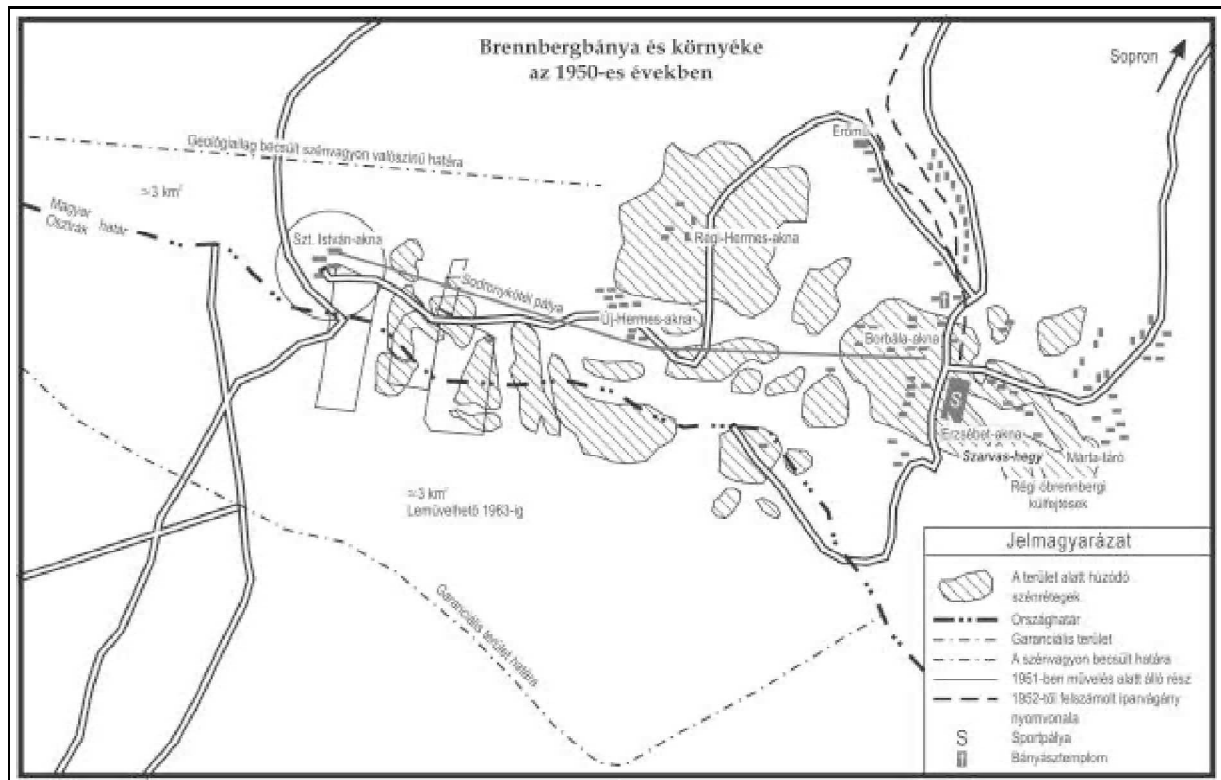 Brennbergbánya és környéke
az 1950-es években
Sopron
Erőmű
Geológiailag becsült szénvagyon valószínű határa
≈3 km²
Magyar határ
Osztrák
Szt. István-akna
Régi-Hermes-akna
Sodronykötél pálya
Új-Hermes-akna
Borbála-akna
S
Erzsébet-akna
Szarvas-hegy
Márta-táró
Régi óbrennbergi
külfejtések
≈3 km²
Leművelhető 1963-ig
Garanciális terület határa
Jelmagyarázat
A terület alatt húzódó
szénrétegek
Országhatár
Garanciális terület
A szénvagyon becsült határa
1951-ben művelés alatt álló rész
1952-től felszámolt iparvágány
nyomvonala
S Sportpálya
Bányásztemplom